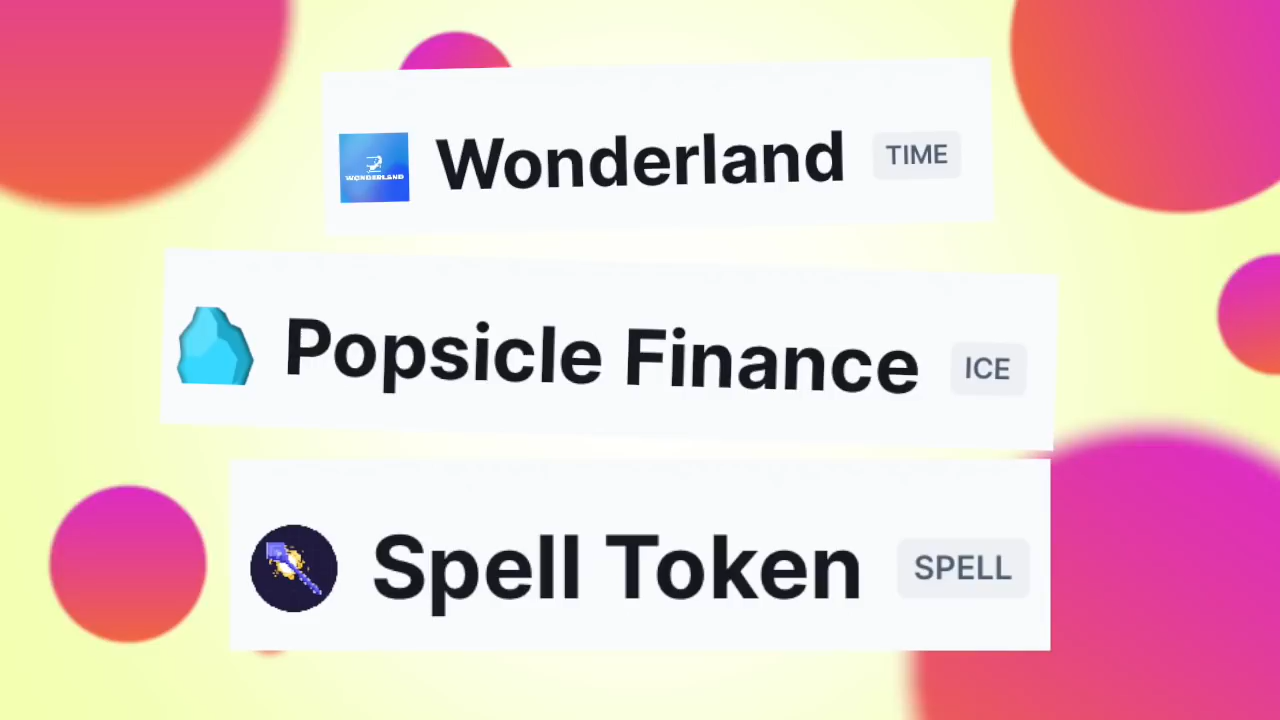 WONDERLAND
Wonderland TIME
Popsicle Finance ICE
Spell Token SPELL